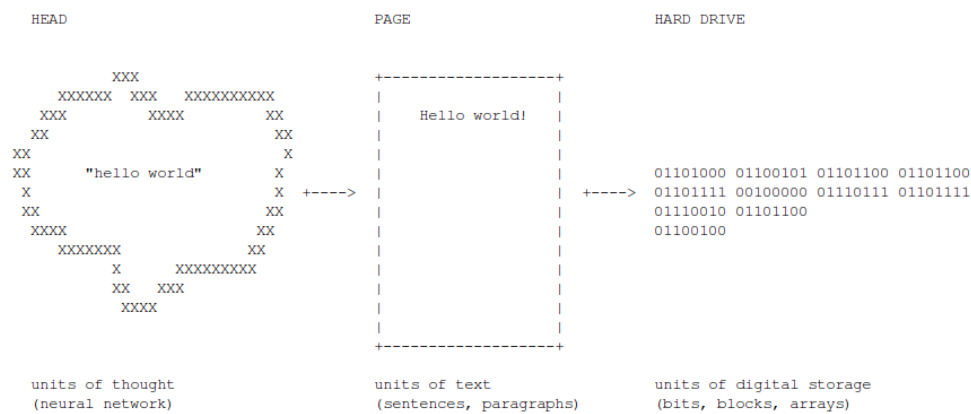 HEAD PAGE HARD DRIVE
"hello world"
Hello world!
01101000 01100101 01101100 01101100
01101111 00100000 01110111 01101111
01110010 01101100
01100100
units of thought
(neural network)
units of text
(sentences, paragraphs)
units of digital storage
(bits, blocks, arrays)